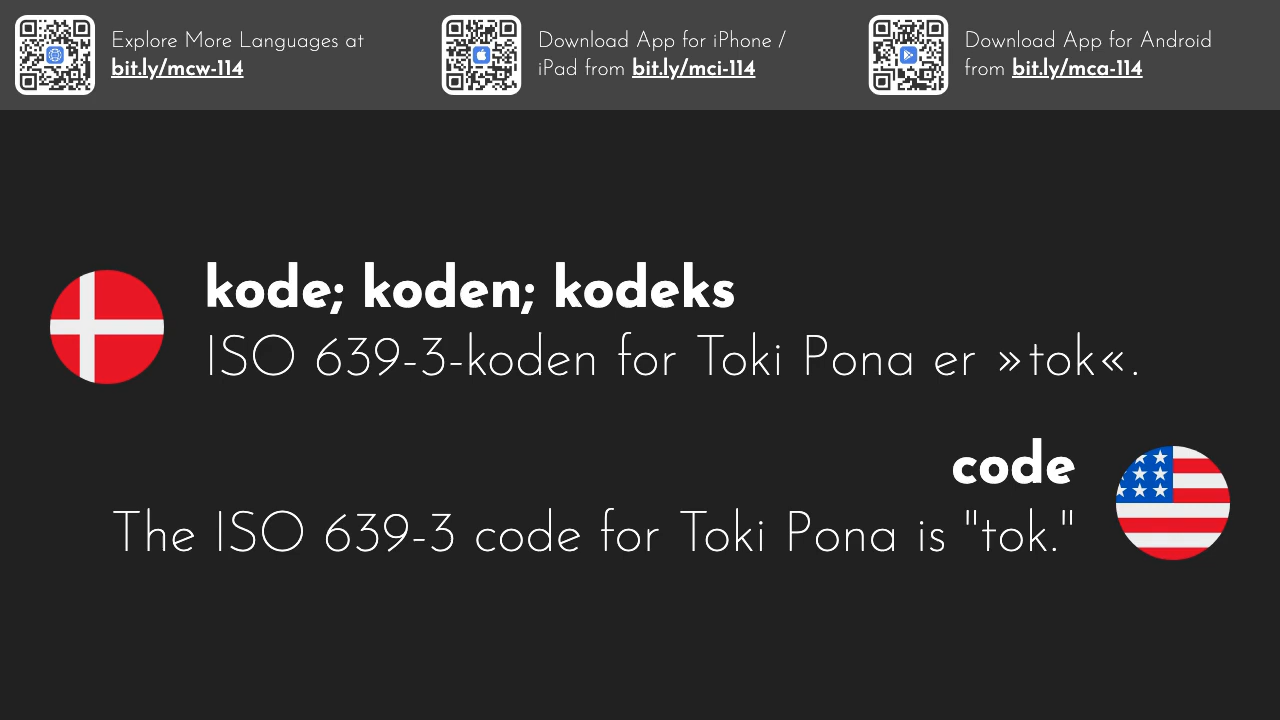 Explore More Languages at
bit.ly/mcw-114
Download App for iPhone /
iPad from bit.ly/mci-114
Download App for Android
from bit.ly/mca-114
kode; koden; kodeks
ISO 639-3-koden for Toki Pona er »tok«.
code
The ISO 639-3 code for Toki Pona is "tok."